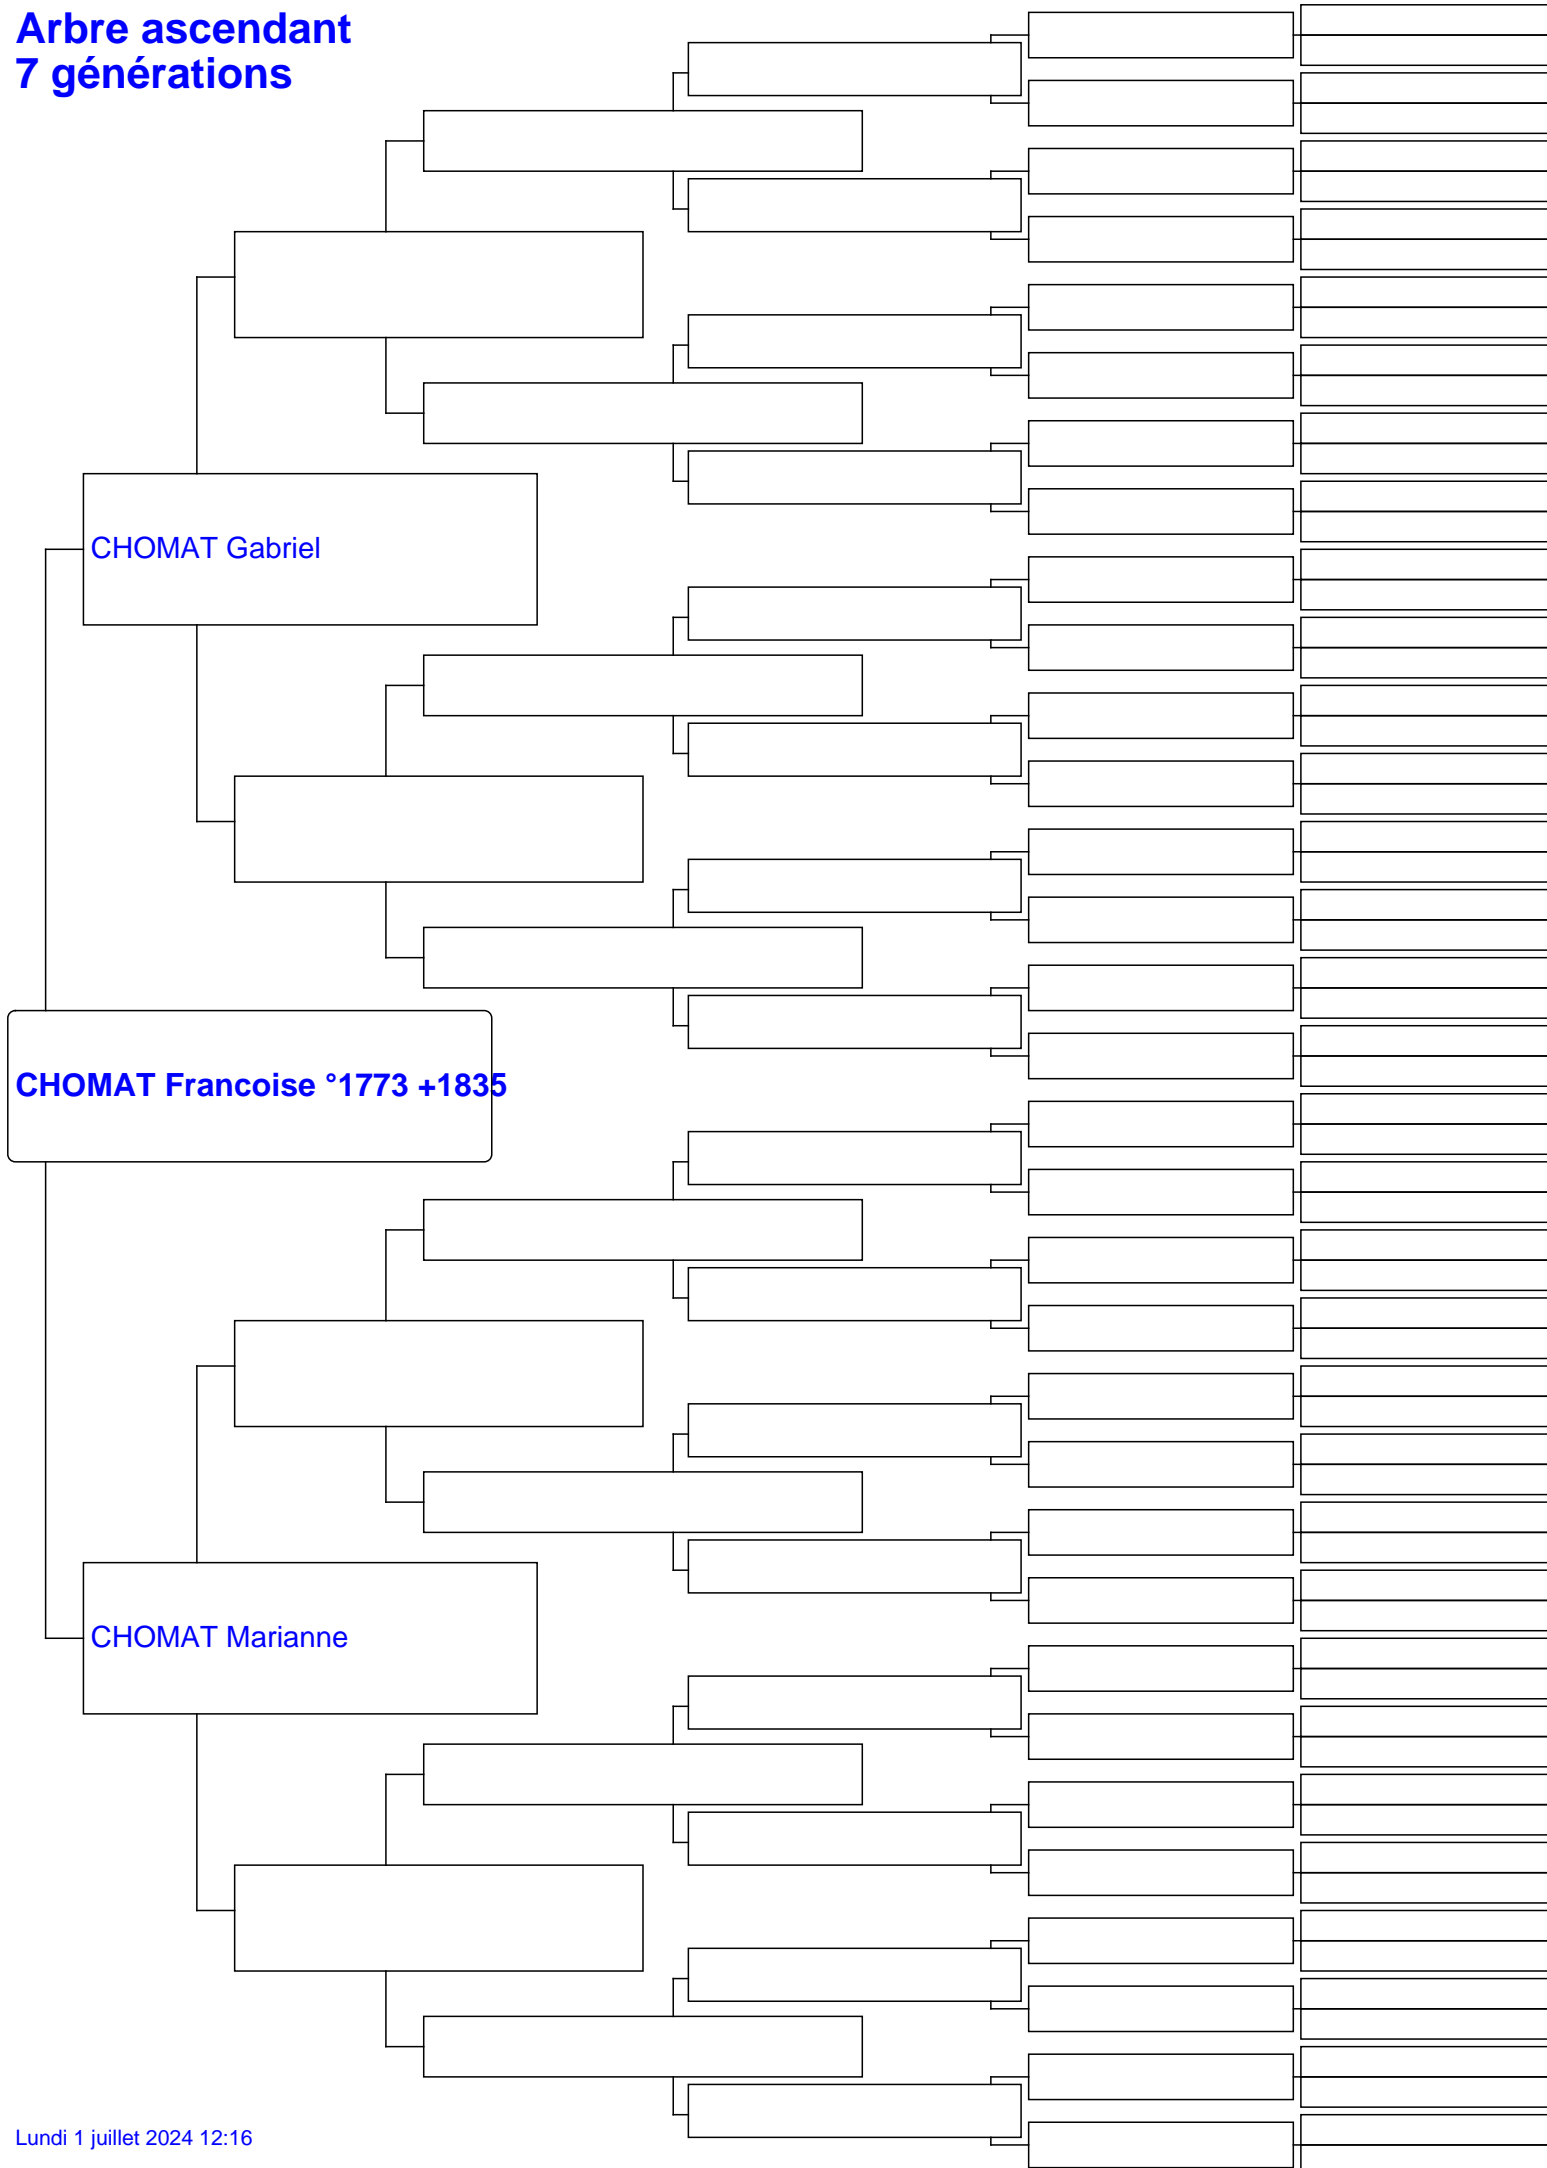 Arbre ascendant
7 générations
CHOMAT Gabriel
CHOMAT Francoise °1773 +1835
CHOMAT Marianne
Lundi 1 juillet 2024 12:16